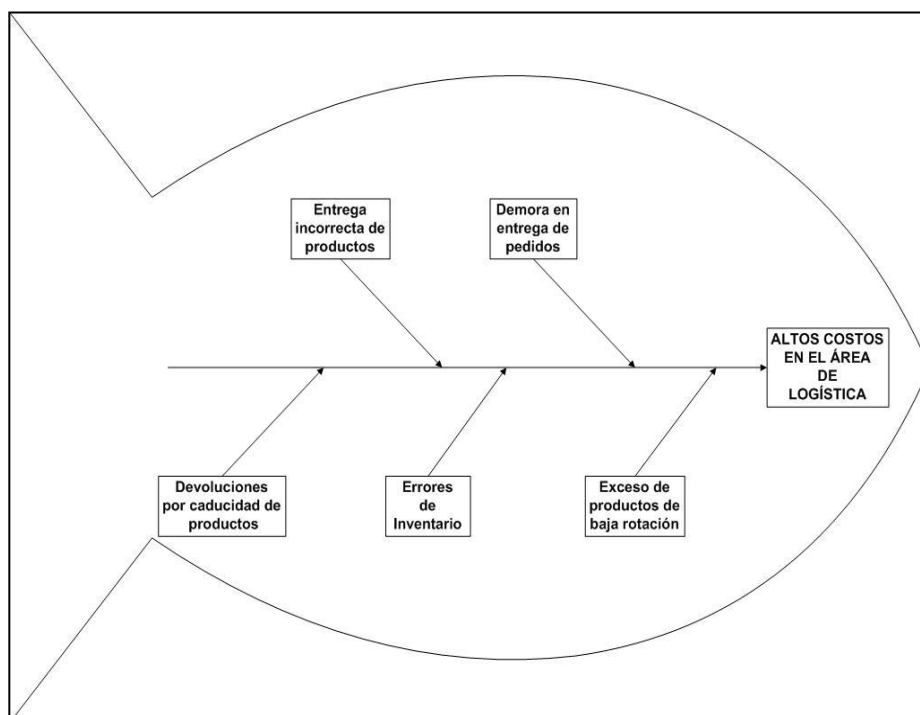 Entrega
incorrecta de
productos
Demora en
entrega de
pedidos
ALTOS COSTOS
EN EL ÁREA
DE
LOGÍSTICA
Devoluciones
por caducidad de
productos
Errores
de
Inventario
Exceso de
productos de
baja rotación